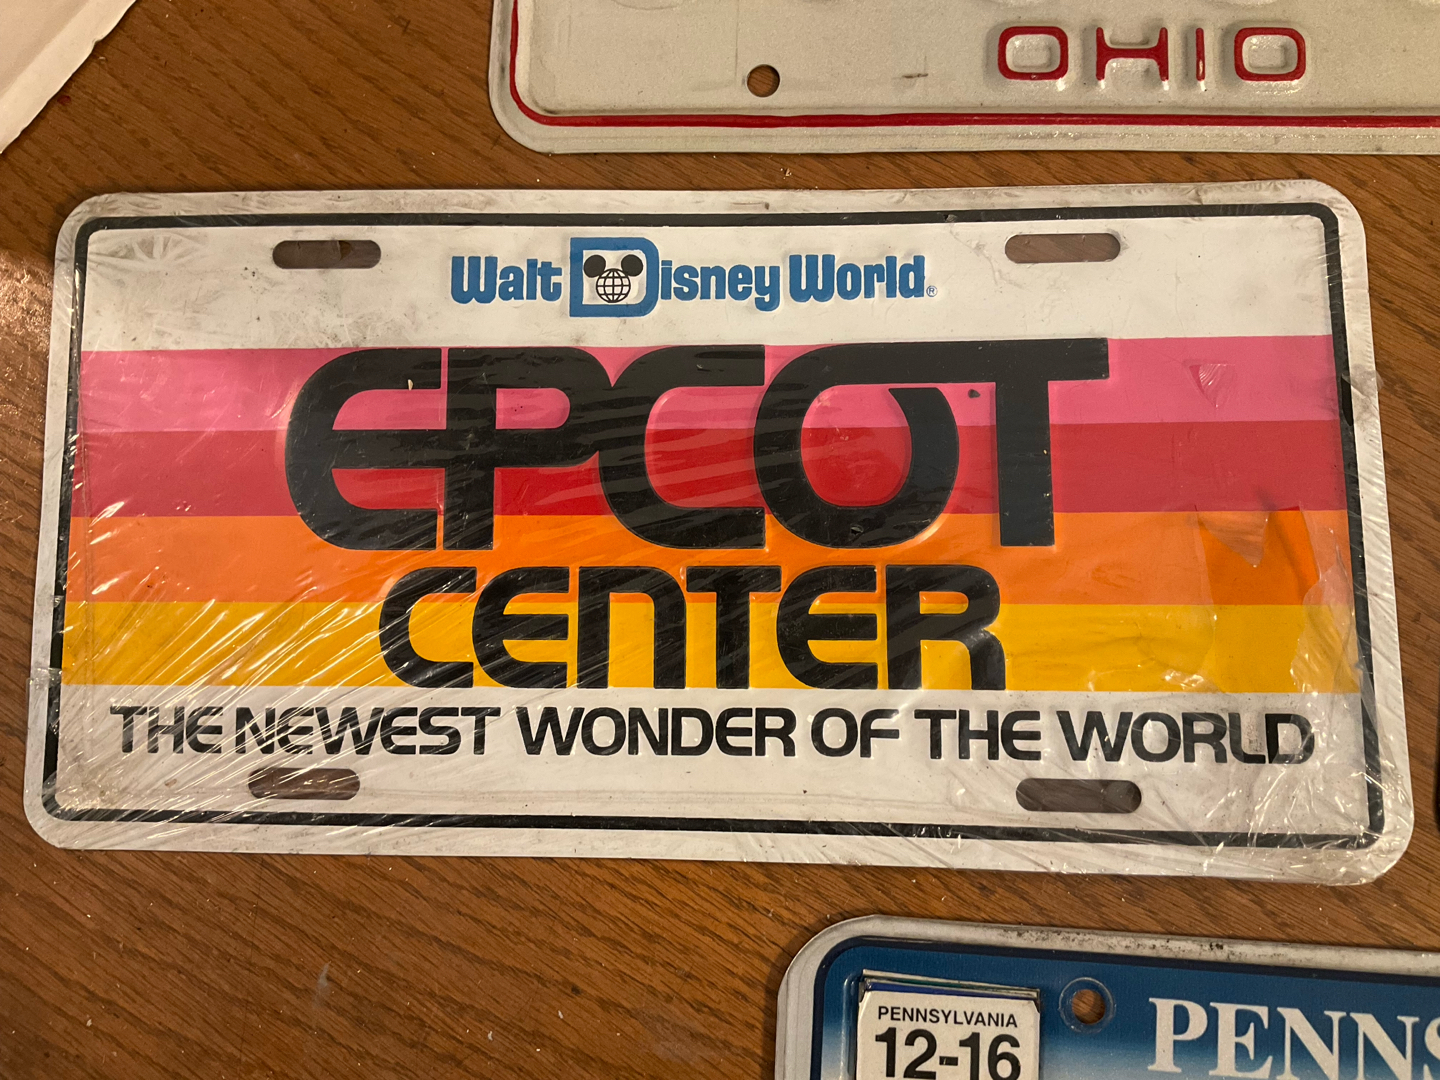 OHIO
Walt Disney World®
EPCOT
CENTER
THE NEWEST WONDER OF THE WORLD
PENNSYLVANIA
12-16
PENNS